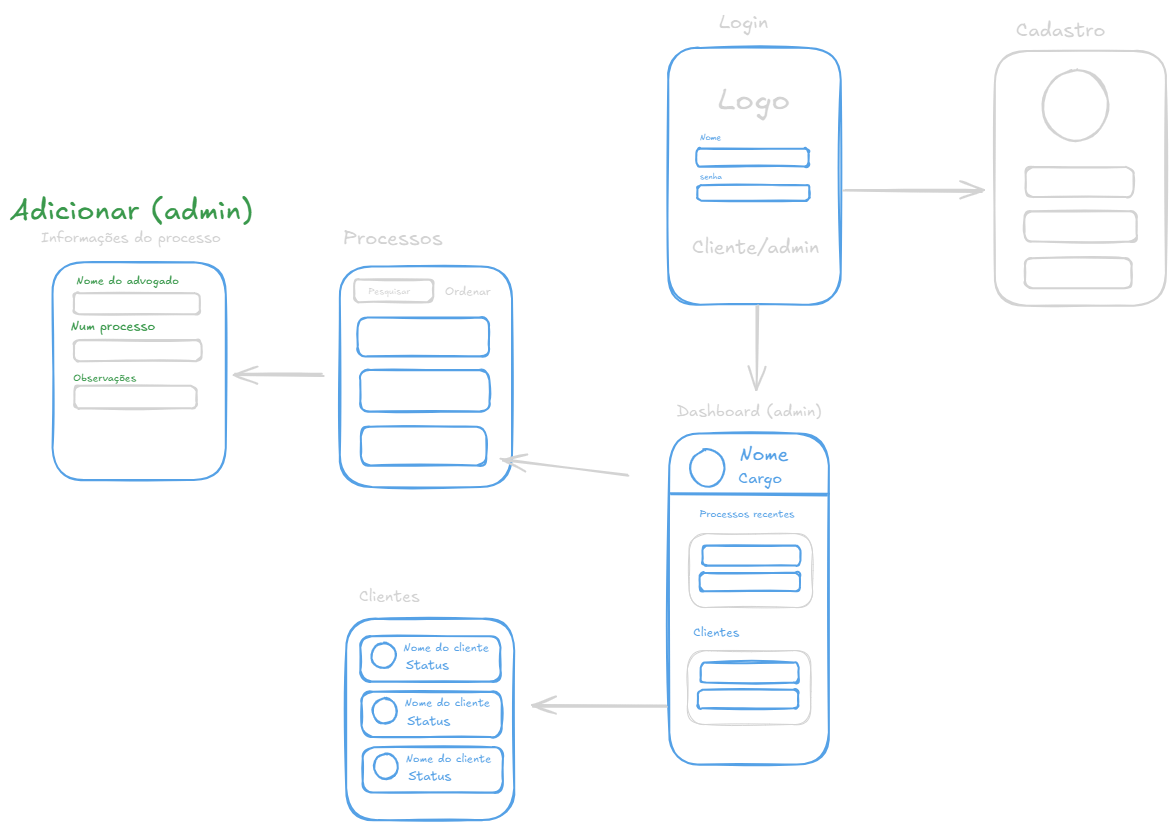 Login
Logo
Nome
senha
Cliente/admin
Cadastro
Adicionar (admin)
Informações do processo
Nome do advogado
Num processo
Observações
Processos
Pesquisar
Ordenar
Dashboard (admin)
Nome
Cargo
Processos recentes
Clientes
Clientes
Nome do cliente
Status
Nome do cliente
Status
Nome do cliente
Status